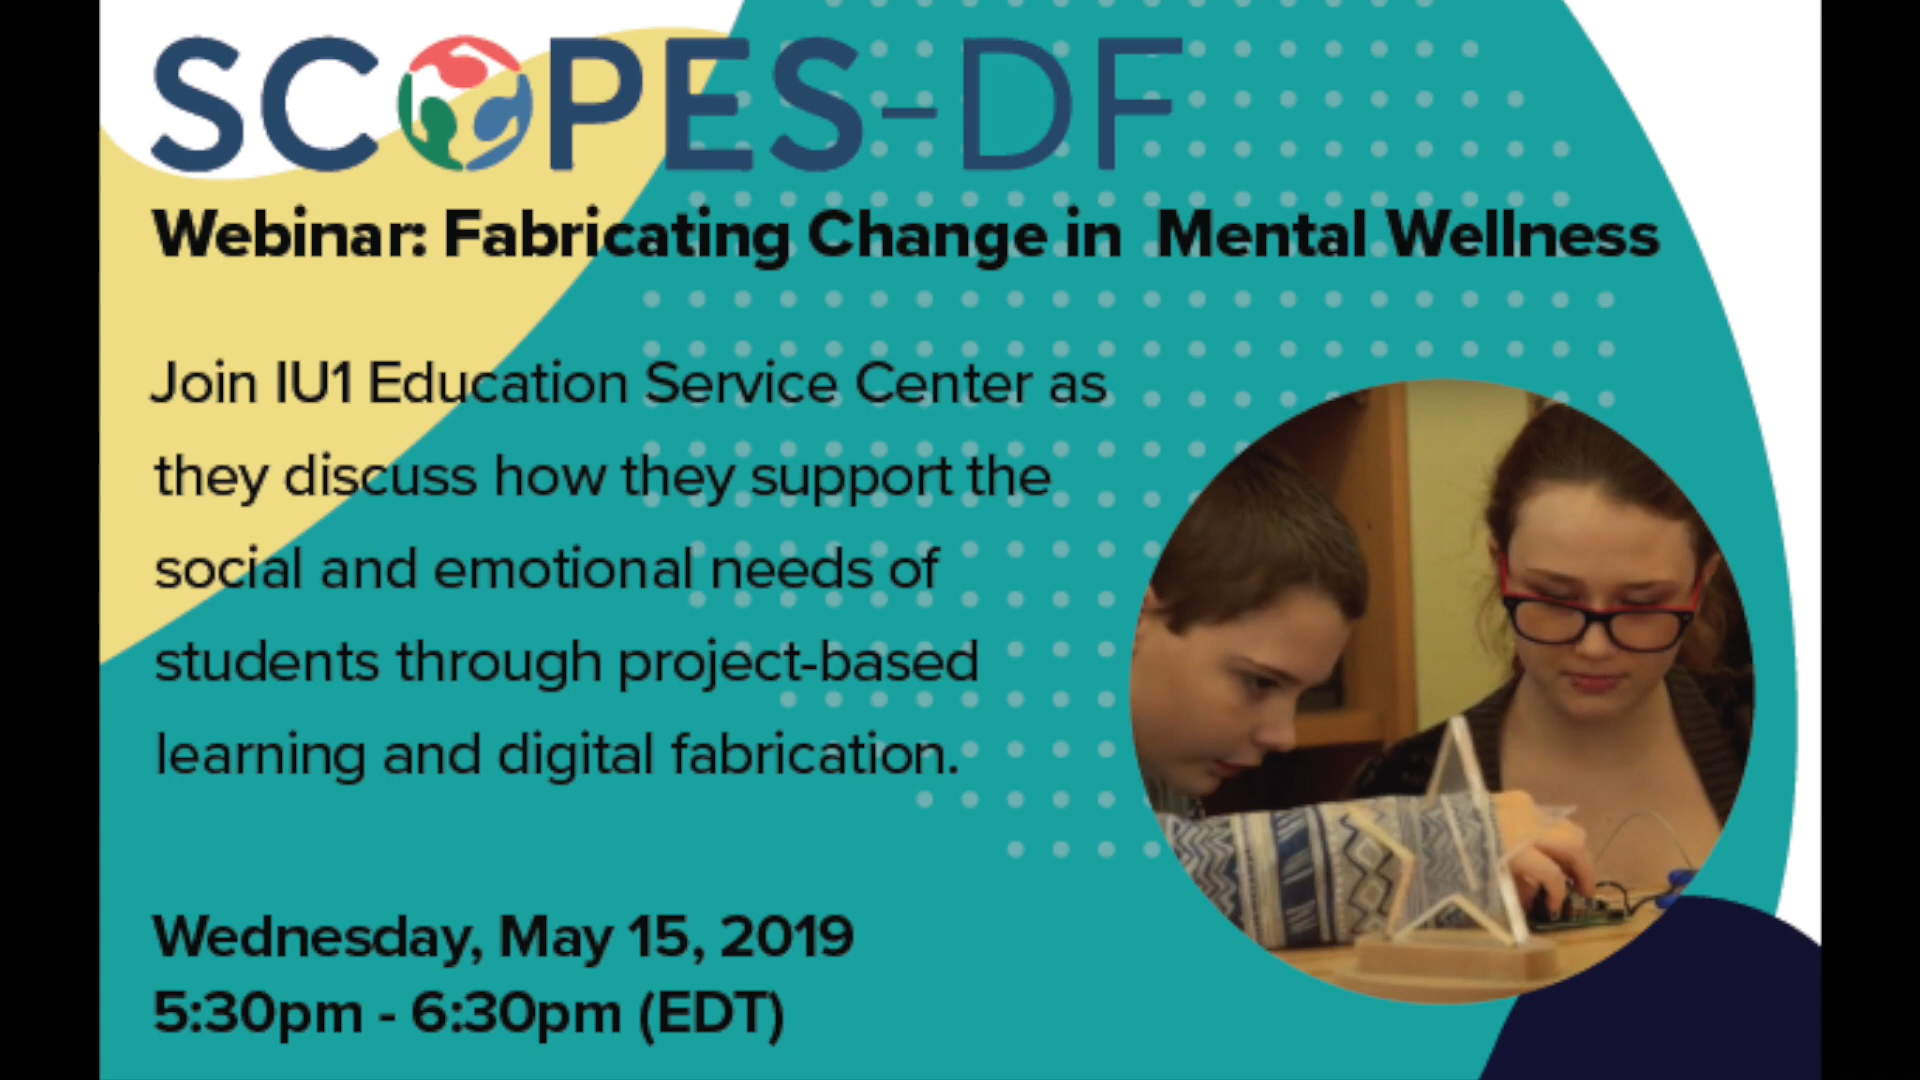 SCOPES-DF
Webinar: Fabricating Change in Mental Wellness
Join IU1 Education Service Center as
they discuss how they support the
social and emotional needs of
students through project-based
learning and digital fabrication.
Wednesday, May 15, 2019
5:30pm - 6:30pm (EDT)